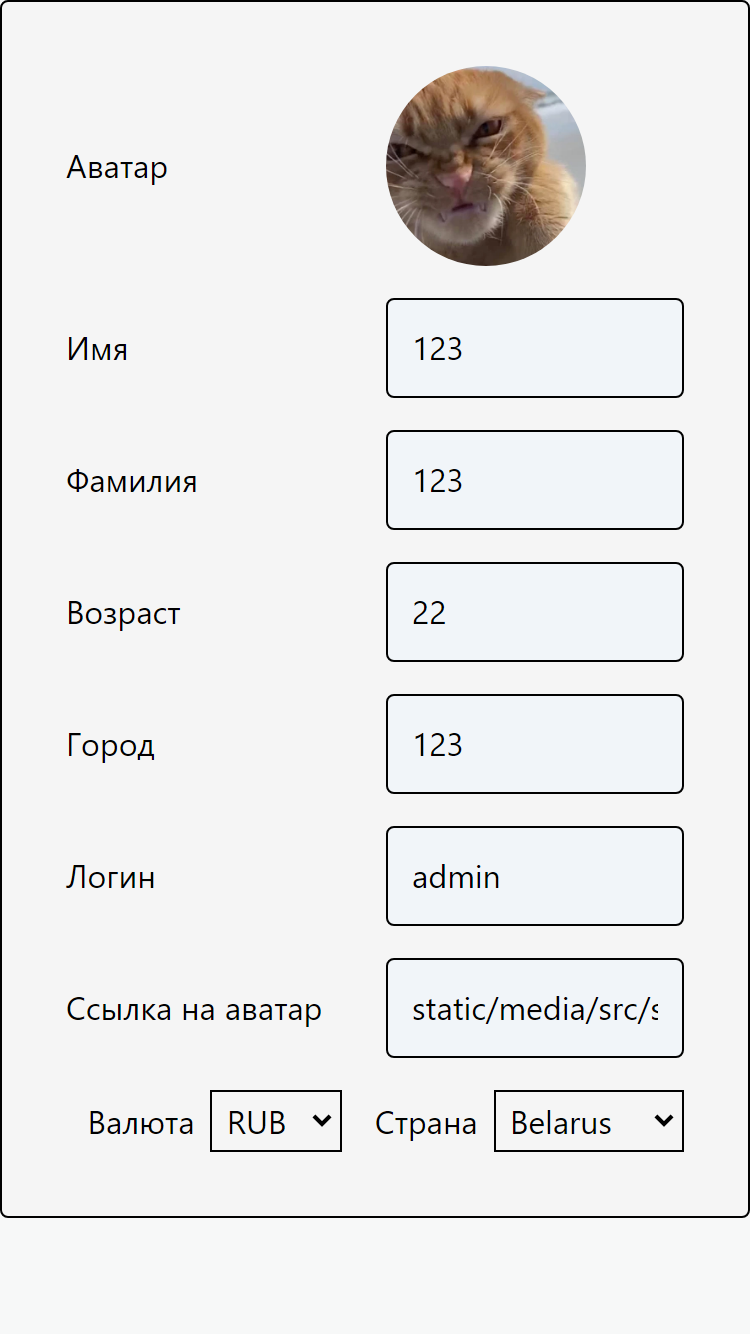 Аватар
Имя 123
Фамилия 123
Возраст 22
Город 123
Логин admin
Ссылка на аватар static/media/src/s
Валюта RUB Страна Belarus